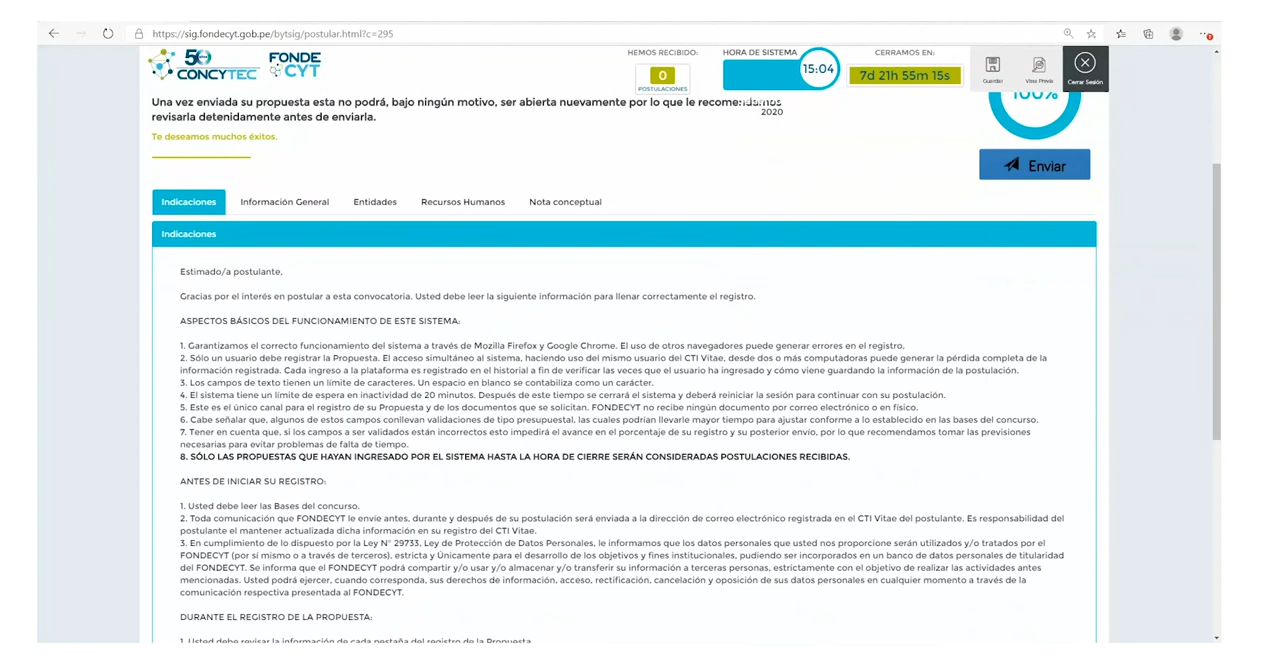 https://sig.fondecyt.gob.pe/bytsig/postular.html?c=295
50
CONCYTEC
FONDE
CYT
HEMOS RECIBIDO:
0
POSTULACIONES
HORA DE SISTEMA
15:04
2020
CERRAMOS EN:
7d 21h 55m 15s
Guardar
Vista Previa
Cerrar Sesión
Una vez enviada su propuesta esta no podrá, bajo ningún motivo, ser abierta nuevamente por lo que le recomendamos
revisarla detenidamente antes de enviarla.
Te deseamos muchos éxitos.
100%
Enviar
Indicaciones
Información General
Entidades
Recursos Humanos
Nota conceptual
Indicaciones
Estimado/a postulante,
Gracias por el interés en postular a esta convocatoria. Usted debe leer la siguiente información para llenar correctamente el registro.
ASPECTOS BÁSICOS DEL FUNCIONAMIENTO DE ESTE SISTEMA:
1. Garantizamos el correcto funcionamiento del sistema a través de Mozilla Firefox y Google Chrome. El uso de otros navegadores puede generar errores en el registro.
2. Sólo un usuario debe registrar la Propuesta. El acceso simultáneo al sistema, haciendo uso del mismo usuario del CTI Vitae, desde dos o más computadoras puede generar la pérdida completa de la
información registrada. Cada ingreso a la plataforma es registrado en el historial a fin de verificar las veces que el usuario ha ingresado y cómo viene guardando la información de la postulación.
3. Los campos de texto tienen un límite de caracteres. Un espacio en blanco se contabiliza como un carácter.
4. El sistema tiene un límite de espera en inactividad de 20 minutos. Después de este tiempo se cerrará el sistema y deberá reiniciar la sesión para continuar con su postulación.
5. Este es el único canal para el registro de su Propuesta y de los documentos que se solicitan. FONDECYT no recibe ningún documento por correo electrónico o en físico.
6. Cabe señalar que, algunos de estos campos conllevan validaciones de tipo presupuestal, las cuales podrían llevarle mayor tiempo para ajustar conforme a lo establecido en las bases del concurso.
7. Tener en cuenta que, si los campos a ser validados están incorrectos esto impedirá el avance en el porcentaje de su registro y su posterior envío, por lo que recomendamos tomar las previsiones
necesarias para evitar problemas de falta de tiempo.
8. SÓLO LAS PROPUESTAS QUE HAYAN INGRESADO POR EL SISTEMA HASTA LA HORA DE CIERRE SERÁN CONSIDERADAS POSTULACIONES RECIBIDAS.
ANTES DE INICIAR SU REGISTRO:
1. Usted debe leer las Bases del concurso.
2. Toda comunicación que FONDECYT le envíe antes, durante y después de su postulación será enviada a la dirección de correo electrónico registrada en el CTI Vitae del postulante. Es responsabilidad del
postulante el mantener actualizada dicha información en su registro del CTI Vitae.
3. En cumplimiento de lo dispuesto por la Ley N° 29733, Ley de Protección de Datos Personales, le informamos que los datos personales que usted nos proporcione serán utilizados y/o tratados por el
FONDECYT (por sí mismo o a través de terceros), estricta y Únicamente para el desarrollo de los objetivos y fines institucionales, pudiendo ser incorporados en un banco de datos personales de titularidad
del FONDECYT. Se informa que el FONDECYT podrá compartir y/o usar y/o almacenar y/o transferir su información a terceras personas, estrictamente con el objetivo de realizar las actividades antes
mencionadas. Usted podrá ejercer, cuando corresponda, sus derechos de información, acceso, rectificación, cancelación y oposición de sus datos personales en cualquier momento a través de la
comunicación respectiva presentada al FONDECYT.
DURANTE EL REGISTRO DE LA PROPUESTA:
1. Usted debe revisar la información de cada pestaña del registro de la Propuesta